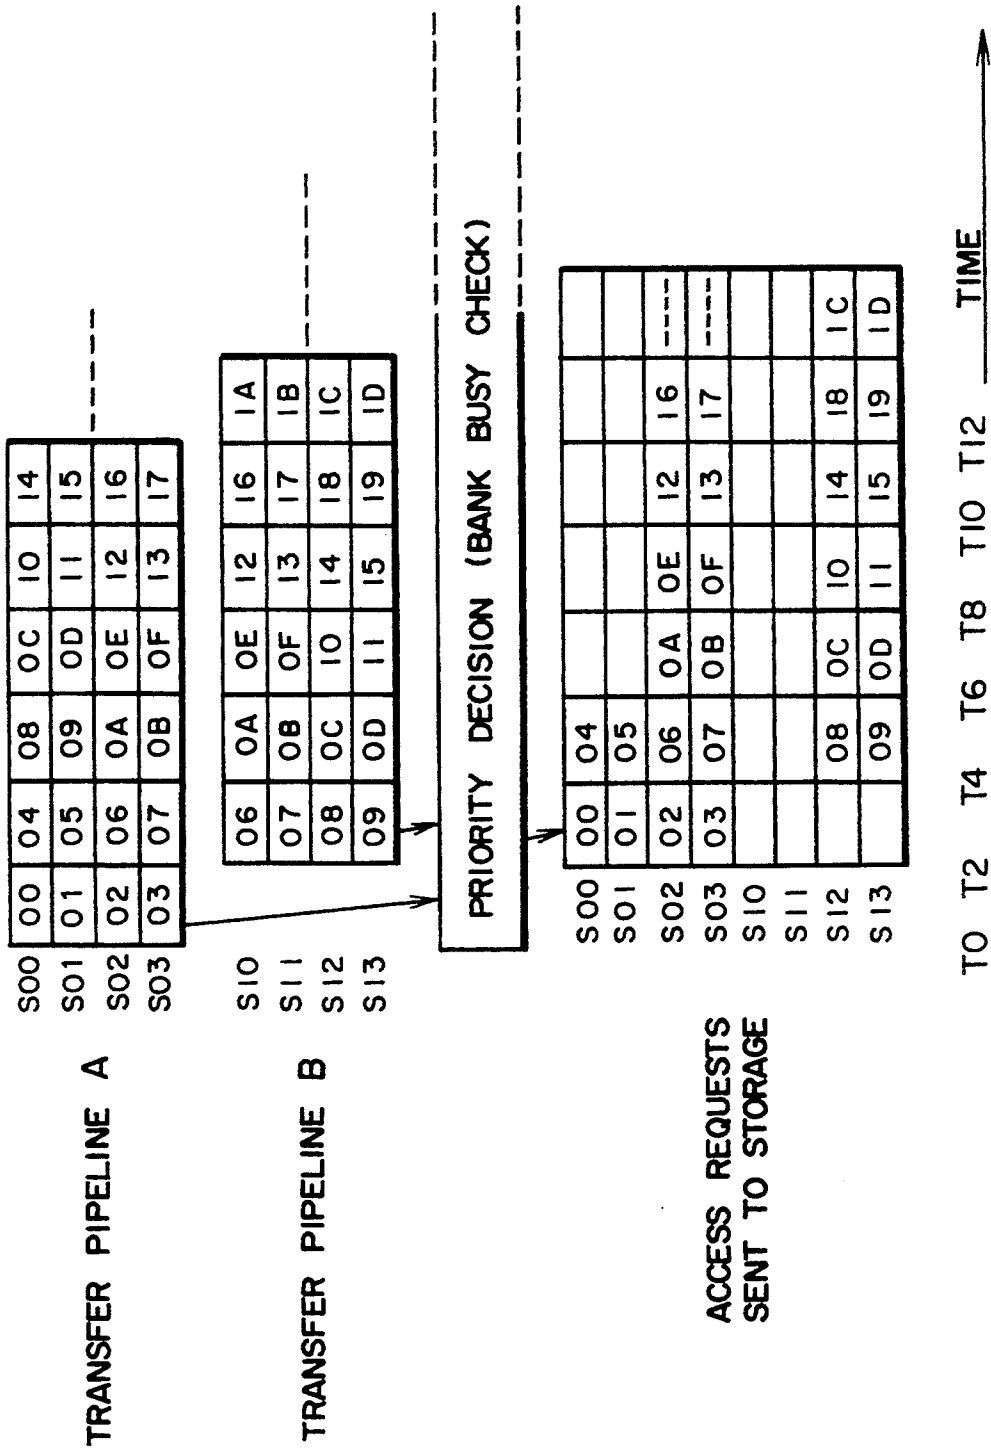 TRANSFER PIPELINE A
S00 00 04 08 0C 10 14
S01 01 05 09 0D 11 15
S02 02 06 0A 0E 12 16
S03 03 07 0B 0F 13 17
TRANSFER PIPELINE B
S10 06 0A 0E 12 16 1A
S11 07 0B 0F 13 17 1B
S12 08 0C 10 14 18 1C
S13 09 0D 11 15 19 1D
PRIORITY DECISION (BANK BUSY CHECK)
ACCESS REQUESTS
SENT TO STORAGE
S00 00 04
S01 01 05
S02 02 06 0A 0E 12 16 ----
S03 03 07 0B 0F 13 17 ----
S10
S11
S12 08 0C 10 14 18 1C
S13 09 0D 11 15 19 1D
T0 T2 T4 T6 T8 T10 T12 TIME